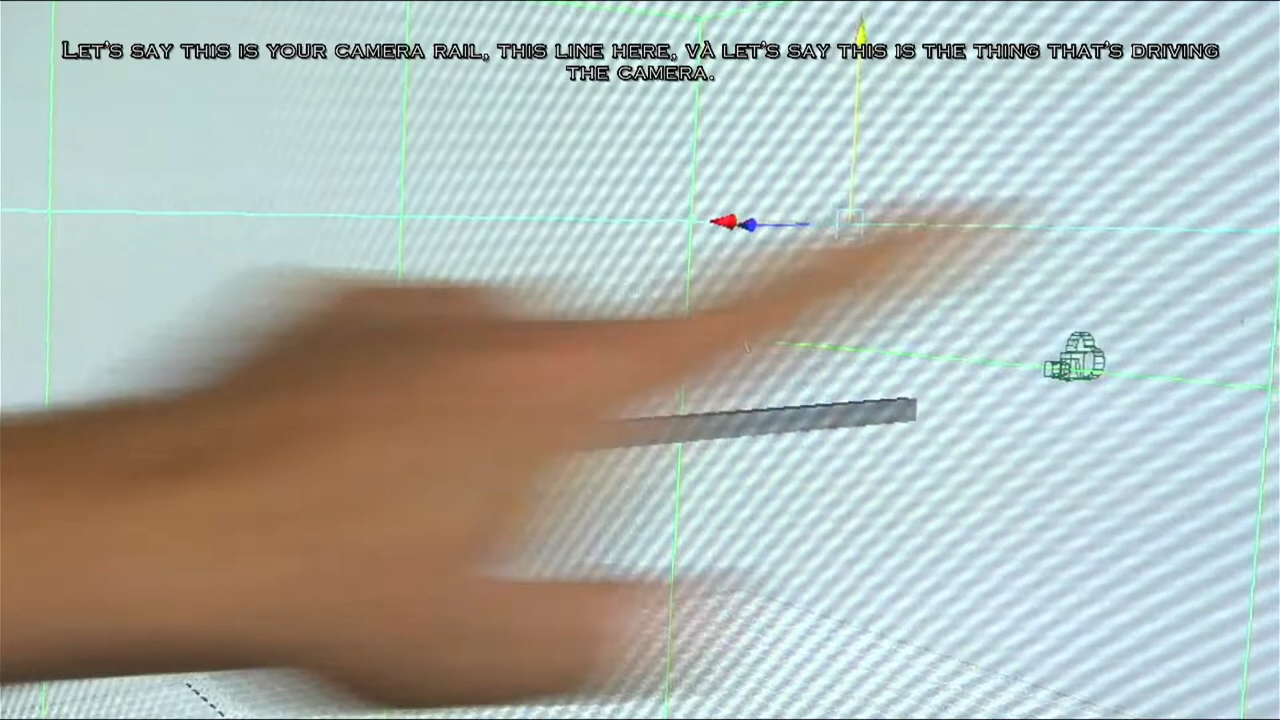 Let's say this is your camera rail, this line here, và let's say this is the thing that's driving
the camera.